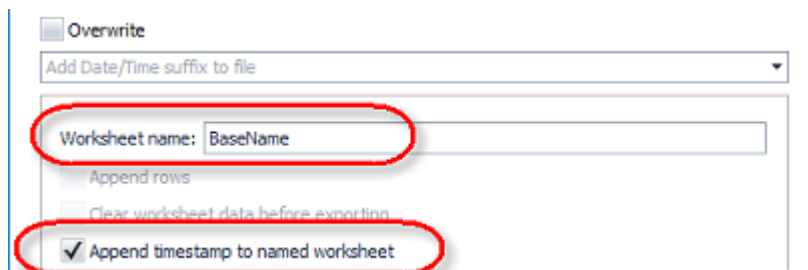 Overwrite
Add Date/Time suffix to file
Worksheet name: BaseName
Append rows
Clear worksheet data before exporting
Append timestamp to named worksheet